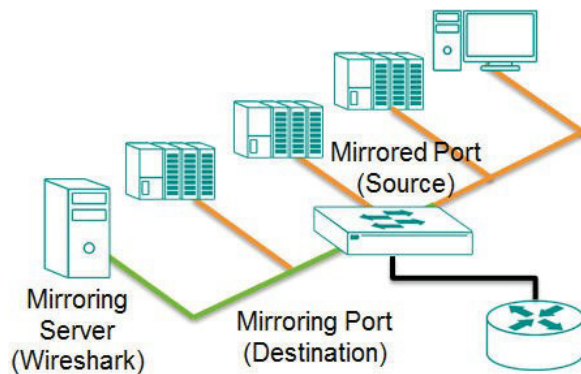 Mirrored Port
(Source)
Mirroring
Server
(Wireshark)
Mirroring Port
(Destination)